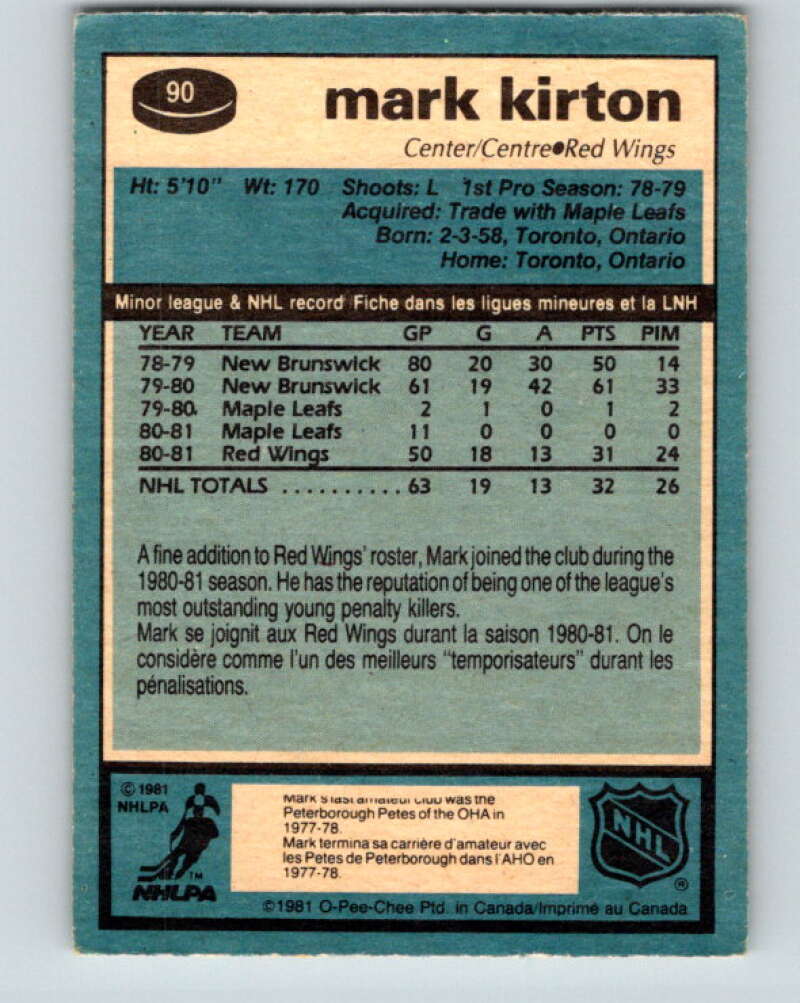 90
mark kirton
Center/Centre●Red Wings
Ht: 5'10" Wt: 170 Shoots: L 1st Pro Season: 78-79
Acquired: Trade with Maple Leafs
Born: 2-3-58, Toronto, Ontario
Home: Toronto, Ontario
Minor league & NHL record/Fiche dans les ligues mineures et la LNH
YEAR TEAM GP G A PTS PIM
78-79 New Brunswick 80 20 30 50 14
79-80 New Brunswick 61 19 42 61 33
79-80 Maple Leafs 2 1 0 1 2
80-81 Maple Leafs 11 0 0 0 0
80-81 Red Wings 50 18 13 31 24
NHL TOTALS .......... 63 19 13 32 26
A fine addition to Red Wings' roster, Mark joined the club during the
1980-81 season. He has the reputation of being one of the league's
most outstanding young penalty killers.
Mark se joignit aux Red Wings durant la saison 1980-81. On le
considère comme l'un des meilleurs "temporisateurs" durant les
pénalisations.
© 1981
NHLPA
TM
NHLPA
Mark's last amateur club was the
Peterborough Petes of the OHA in
1977-78.
Mark termina sa carrière d'amateur avec
les Petes de Peterborough dans l'AHO en
1977-78.
NHL
®
©1981 O-Pee-Chee Ptd. in Canada/Imprimé au Canada